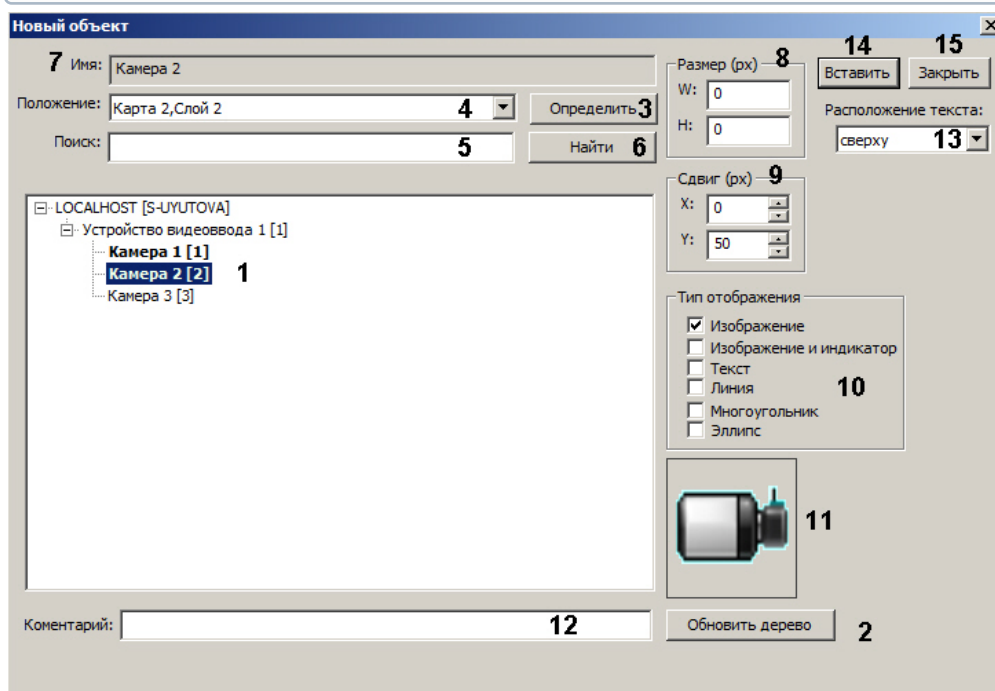 Новый объект
7 Имя: Камера 2
Положение: Карта 2,Слой 2 4 Определить 3
Поиск: 5 Найти 6
Размер (px) 8
W: 0
H: 0
14 15
Вставить Закрыть
Расположение текста:
сверху 13
Сдвиг (px) 9
X: 0
Y: 50
LOCALHOST [S-UYUTOVA]
Устройство видеоввода 1 [1]
Камера 1 [1]
Камера 2 [2] 1
Камера 3 [3]
Тип отображения
Изображение
Изображение и индикатор
Текст
Линия 10
Многоугольник
Эллипс
11
Коментарий: 12 Обновить дерево 2